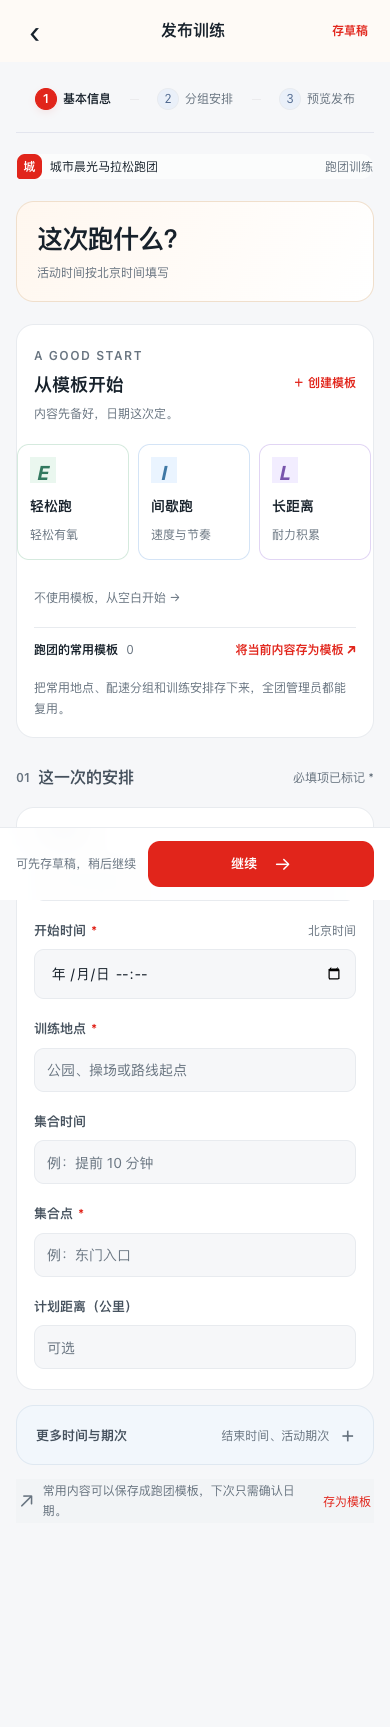 ‹ 发布训练 存草稿
1 基本信息 2 分组安排 3 预览发布
城 城市晨光马拉松跑团 跑团训练
这次跑什么?
活动时间按北京时间填写
A GOOD START
从模板开始 + 创建模板
内容先备好，日期这次定。
E I L
轻松跑 间歇跑 长距离
轻松有氧 速度与节奏 耐力积累
不使用模板，从空白开始 →
跑团的常用模板 0 将当前内容存为模板 ↗
把常用地点、配速分组和训练安排存下来，全团管理员都能
复用。
01 这一次的安排 必填项已标记 *
可先存草稿，稍后继续 继续 →
开始时间 * 北京时间
年 /月/日 --:--
训练地点 *
公园、操场或路线起点
集合时间
例：提前 10 分钟
集合点 *
例：东门入口
计划距离（公里）
可选
更多时间与期次 结束时间、活动期次 +
↗ 常用内容可以保存成跑团模板，下次只需确认日
期。 存为模板